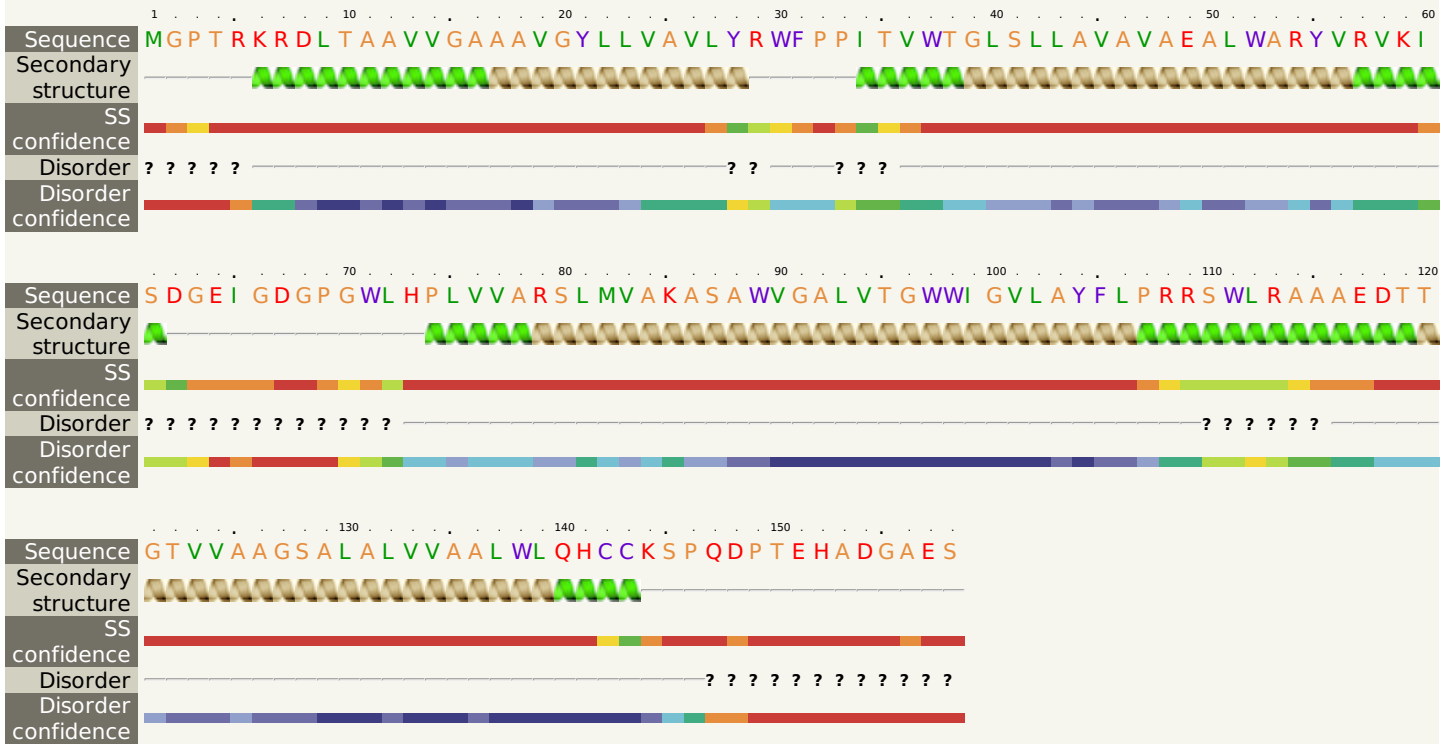 1 10 20 30 40 50 60
Sequence M G P T R K R D L T A A V V G A A A V G Y L L V A V L Y R W F P P I T V W T G L S L L A V A V A E A L W A R Y V R V K I
Secondary
structure
SS
confidence
Disorder ? ? ? ? ? ? ? ? ? ?
Disorder
confidence
70 80 90 100 110 120
Sequence S D G E I G D G P G W L H P L V V A R S L M V A K A S A W V G A L V T G W W I G V L A Y F L P R R S W L R A A A E D T T
Secondary
structure
SS
confidence
Disorder ? ? ? ? ? ? ? ? ? ? ? ? ? ? ? ? ? ?
Disorder
confidence
130 140 150
Sequence G T V V A A G S A L A L V V A A L W L Q H C C K S P Q D P T E H A D G A E S
Secondary
structure
SS
confidence
Disorder ? ? ? ? ? ? ? ? ? ? ? ?
Disorder
confidence